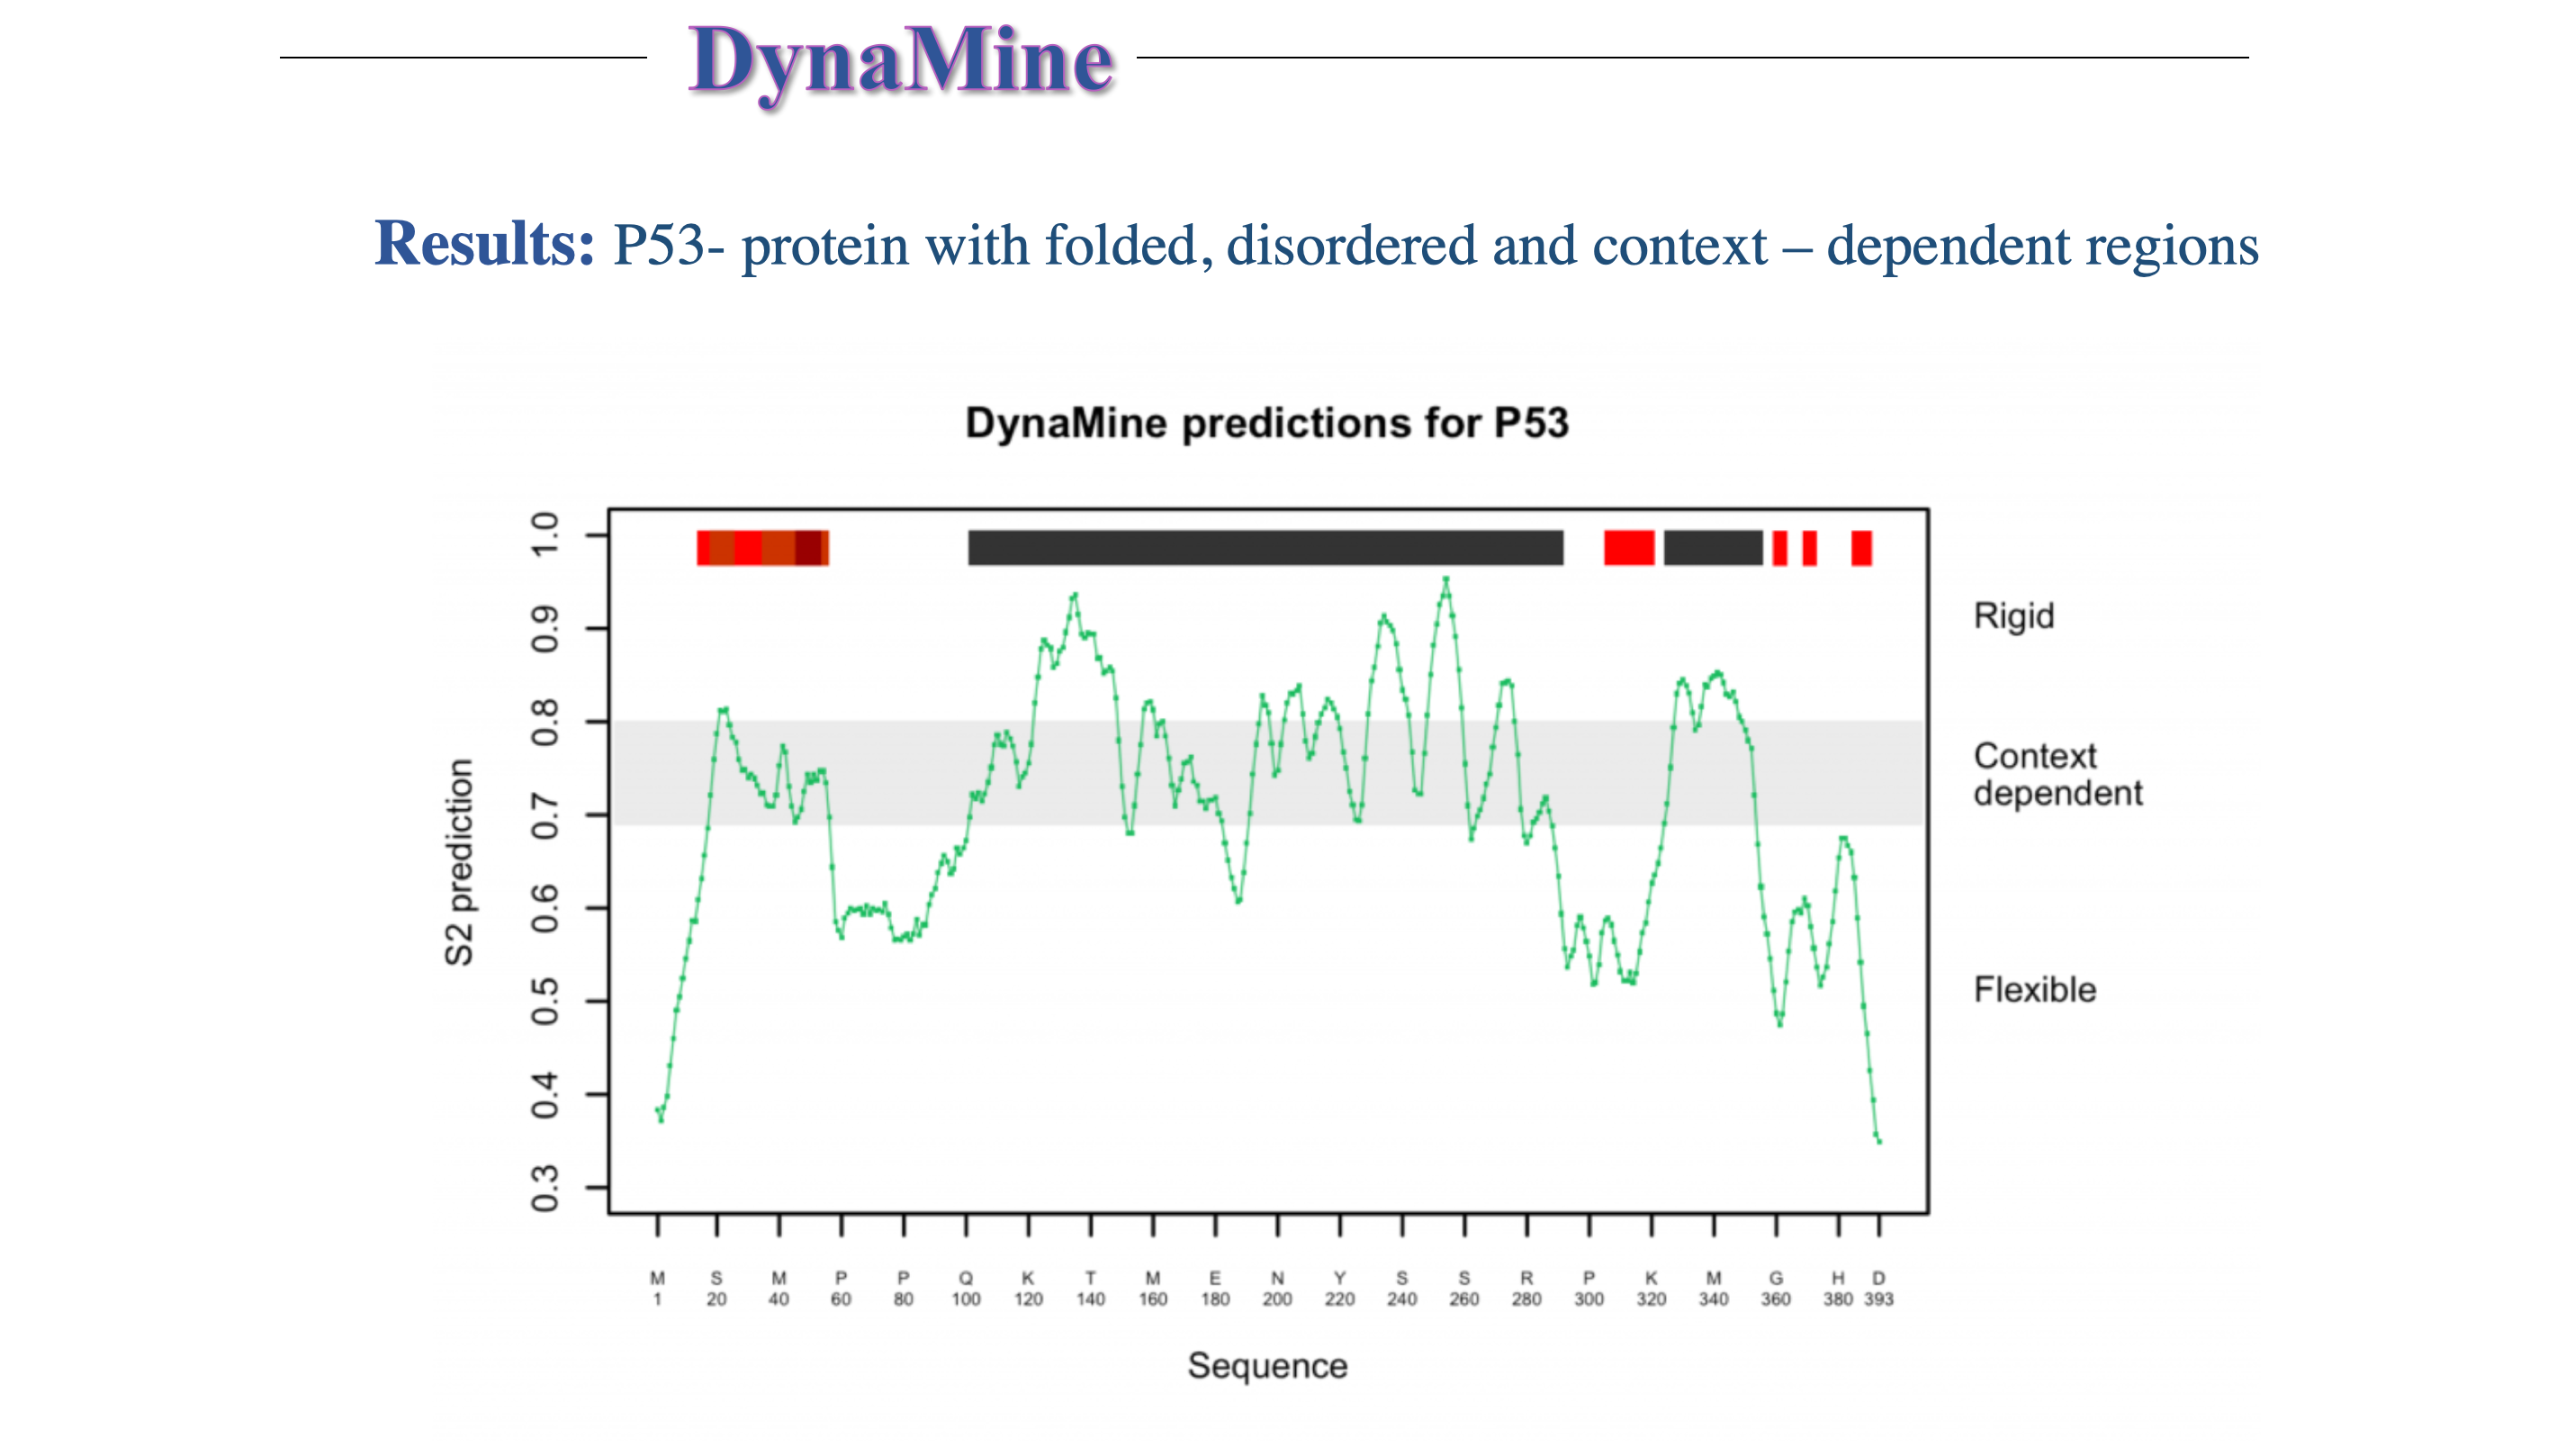 DynaMine
Results: P53- protein with folded, disordered and context – dependent regions
DynaMine predictions for P53
1.0
0.9
0.8
0.7
0.6
0.5
0.4
0.3
S2 prediction
Rigid
Context
dependent
Flexible
M S M P P Q K T M E N Y S S R P K M G H D
1 20 40 60 80 100 120 140 160 180 200 220 240 260 280 300 320 340 360 380 393
Sequence